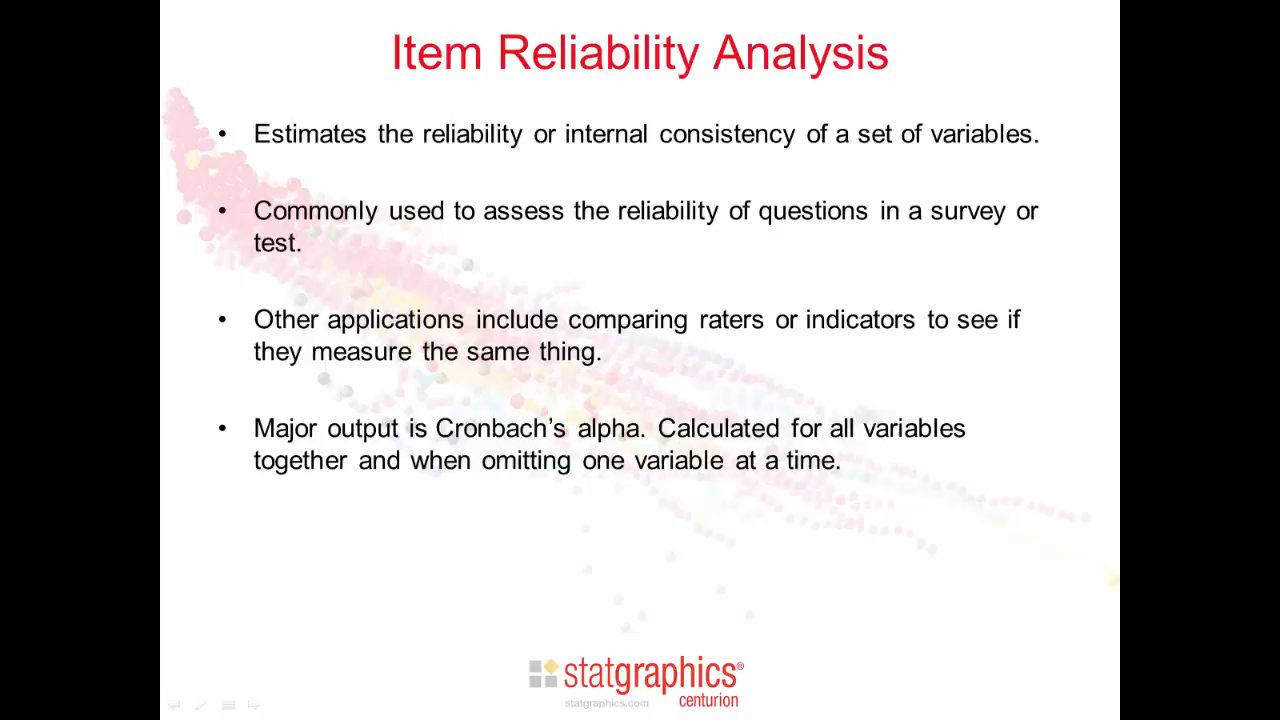 Item Reliability Analysis
• Estimates the reliability or internal consistency of a set of variables.
• Commonly used to assess the reliability of questions in a survey or
test.
• Other applications include comparing raters or indicators to see if
they measure the same thing.
• Major output is Cronbach’s alpha. Calculated for all variables
together and when omitting one variable at a time.
statgraphics®
statgraphics.com centurion